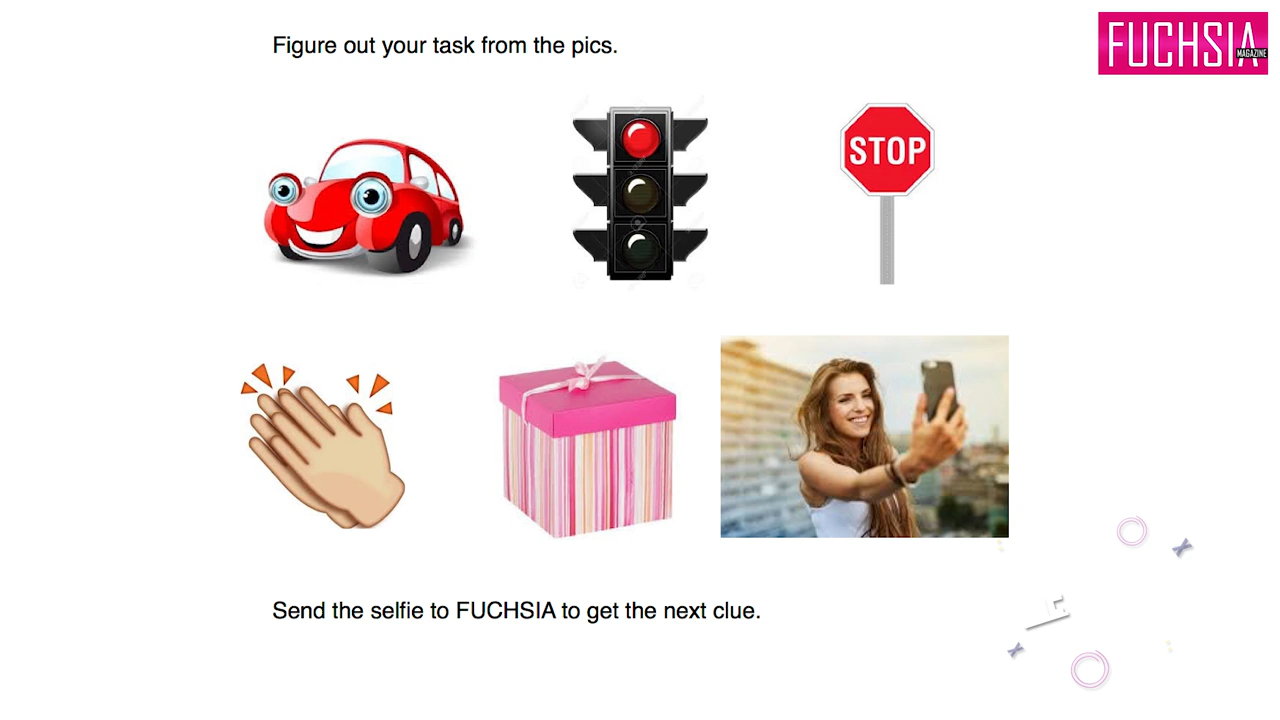 Figure out your task from the pics.
FUCHSIA
MAGAZINE
STOP
Send the selfie to FUCHSIA to get the next clue.